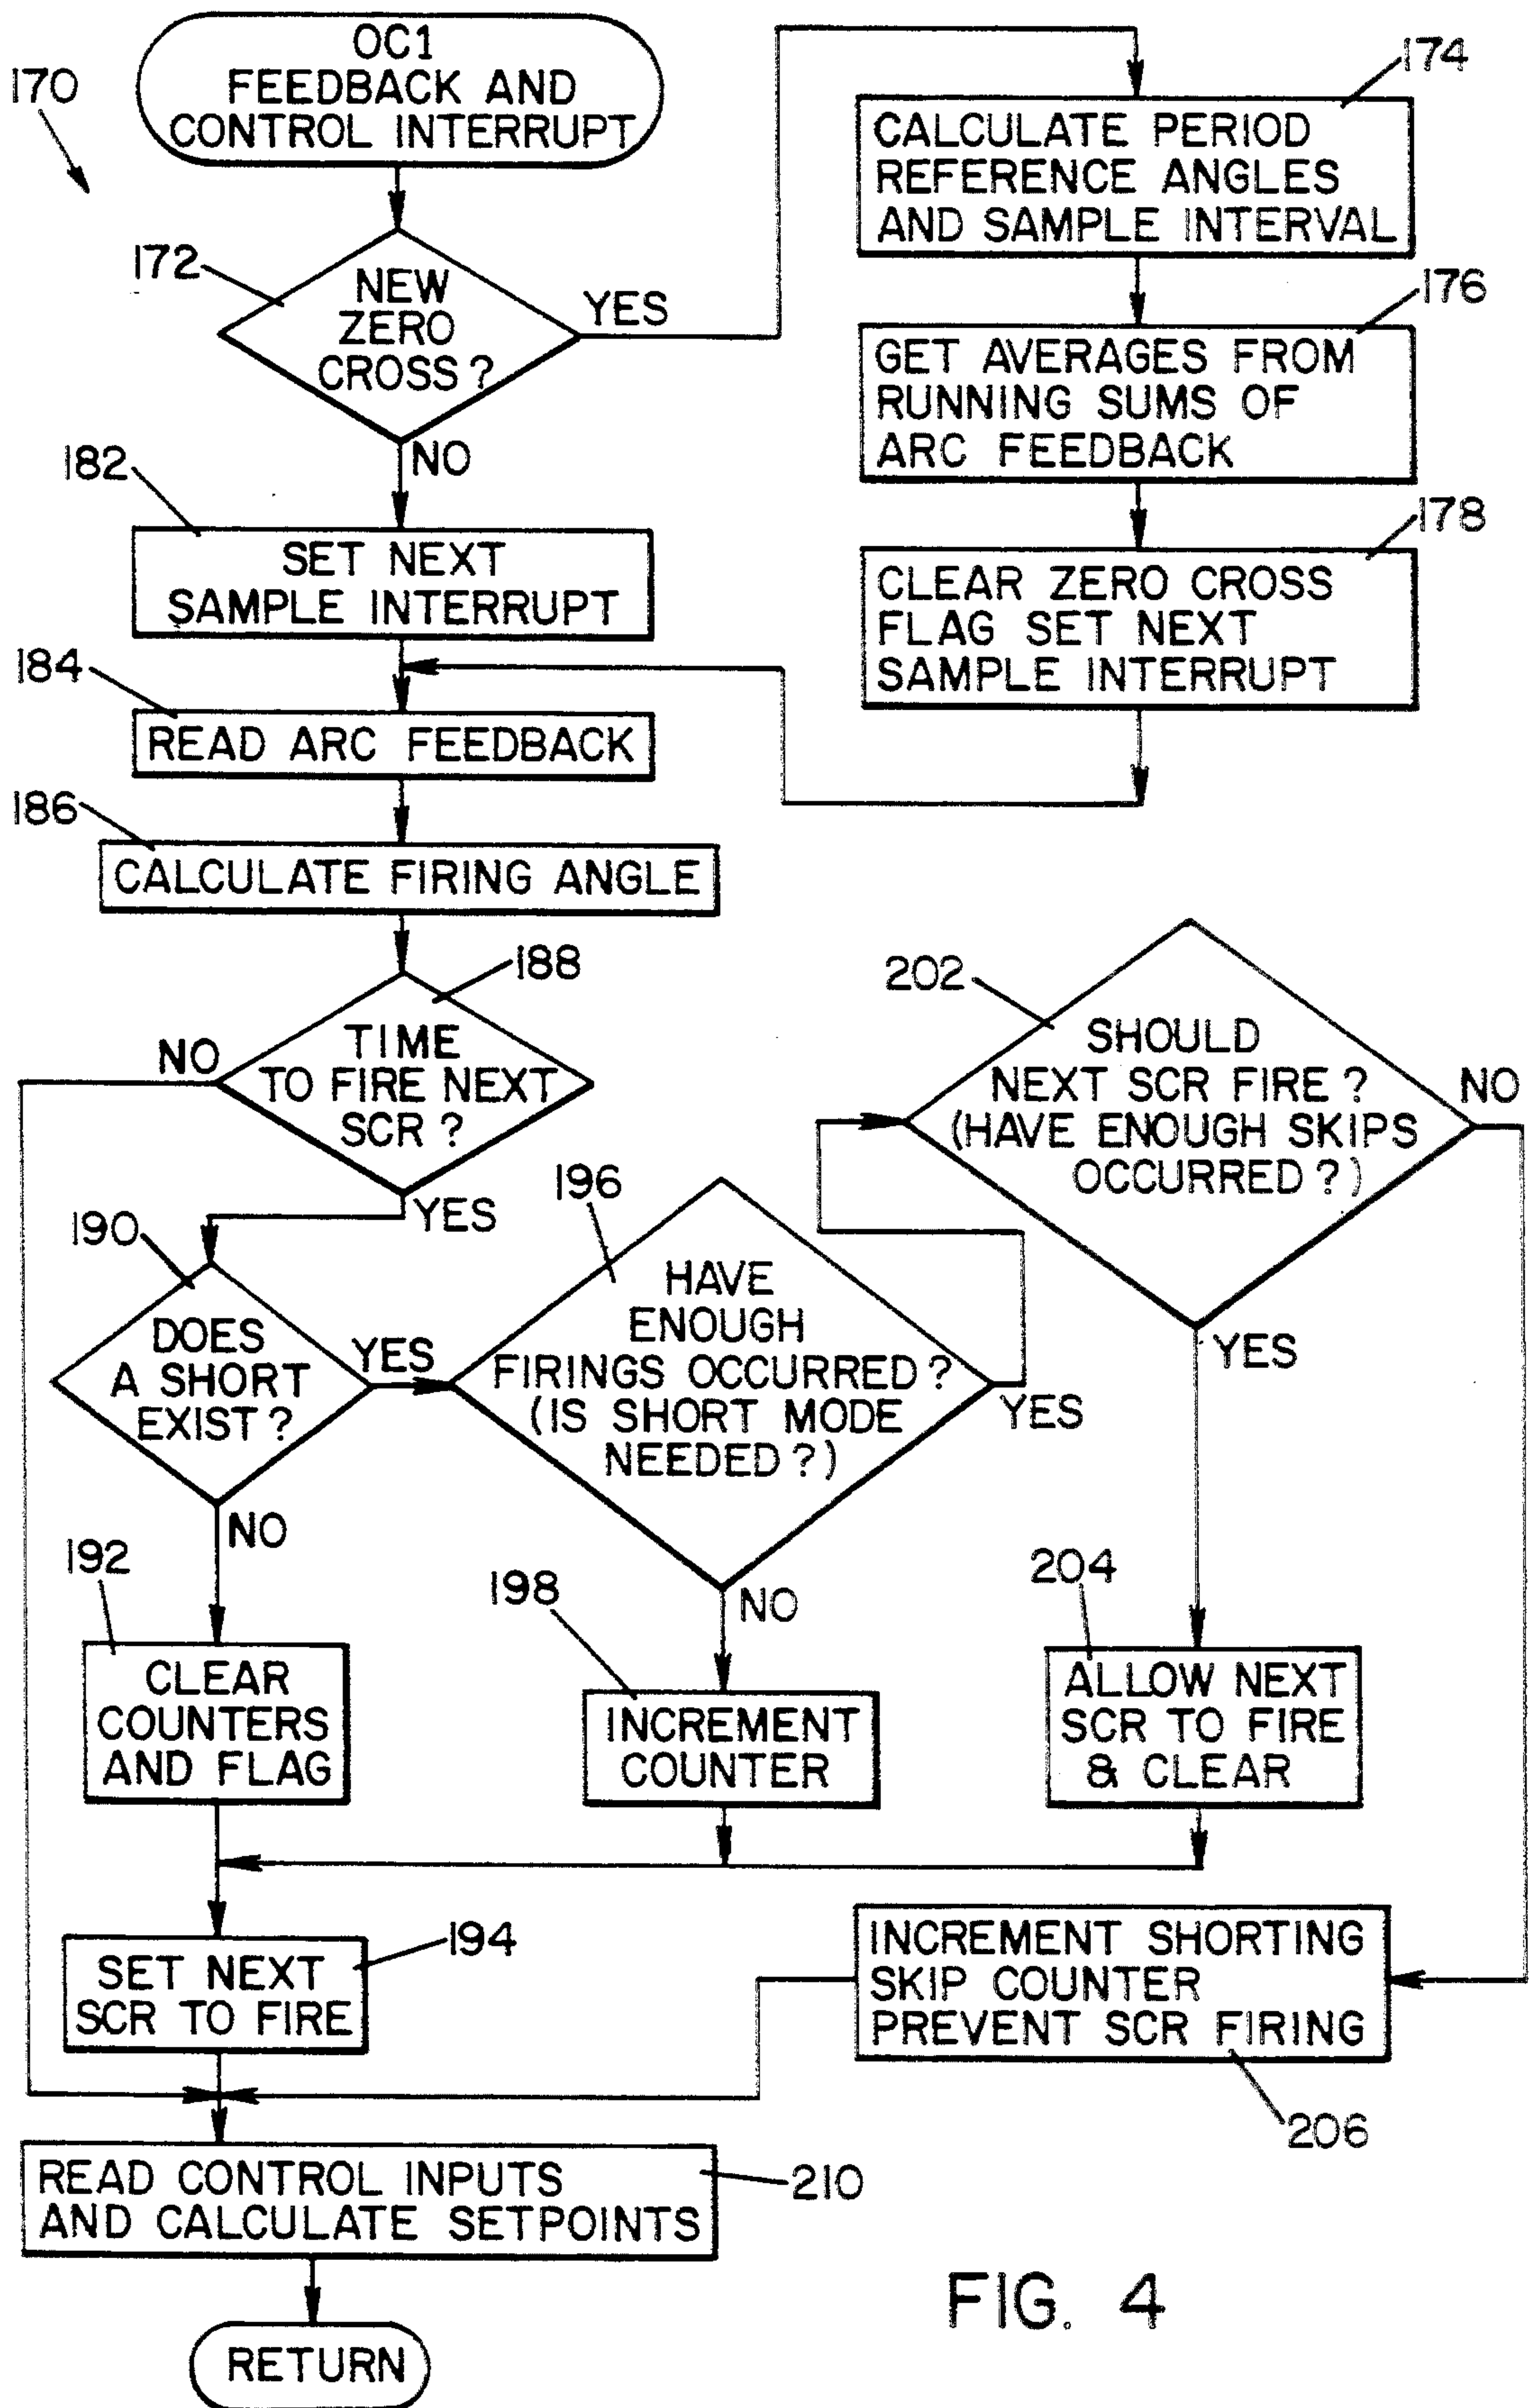 OC1
FEEDBACK AND
CONTROL INTERRUPT
170
172
NEW
ZERO
CROSS?
YES
NO
174
CALCULATE PERIOD
REFERENCE ANGLES
AND SAMPLE INTERVAL
176
GET AVERAGES FROM
RUNNING SUMS OF
ARC FEEDBACK
178
CLEAR ZERO CROSS
FLAG SET NEXT
SAMPLE INTERRUPT
182
SET NEXT
SAMPLE INTERRUPT
184
READ ARC FEEDBACK
186
CALCULATE FIRING ANGLE
188
TIME
TO FIRE NEXT
SCR?
NO
YES
190
DOES
A SHORT
EXIST?
YES
NO
192
CLEAR
COUNTERS
AND FLAG
196
HAVE
ENOUGH
FIRINGS OCCURRED?
(IS SHORT MODE
NEEDED?)
YES
NO
198
INCREMENT
COUNTER
202
SHOULD
NEXT SCR FIRE?
(HAVE ENOUGH SKIPS
OCCURRED?)
NO
YES
204
ALLOW NEXT
SCR TO FIRE
& CLEAR
194
SET NEXT
SCR TO FIRE
INCREMENT SHORTING
SKIP COUNTER
PREVENT SCR FIRING
206
READ CONTROL INPUTS
AND CALCULATE SETPOINTS
210
RETURN
FIG. 4